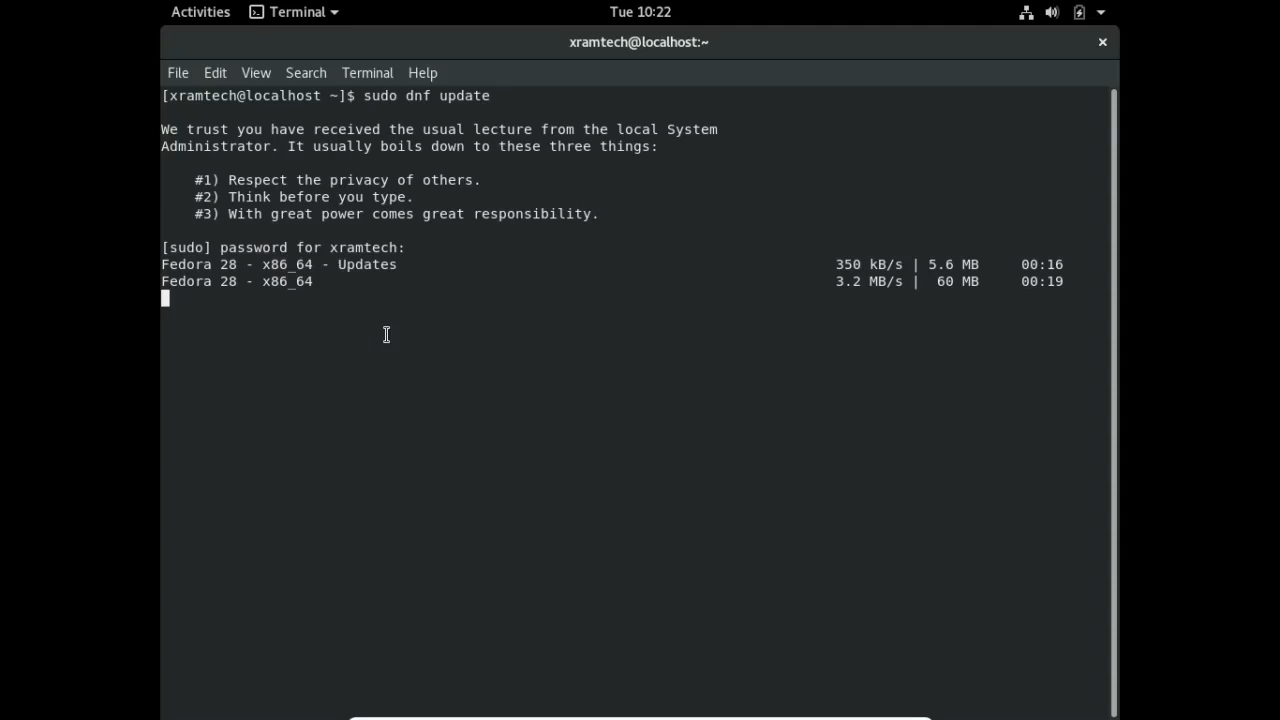 Activities Terminal Tue 10:22
xramtech@localhost:~
File Edit View Search Terminal Help
[xramtech@localhost ~]$ sudo dnf update
We trust you have received the usual lecture from the local System
Administrator. It usually boils down to these three things:
#1) Respect the privacy of others.
#2) Think before you type.
#3) With great power comes great responsibility.
[sudo] password for xramtech:
Fedora 28 - x86_64 - Updates 350 kB/s | 5.6 MB 00:16
Fedora 28 - x86_64 3.2 MB/s | 60 MB 00:19